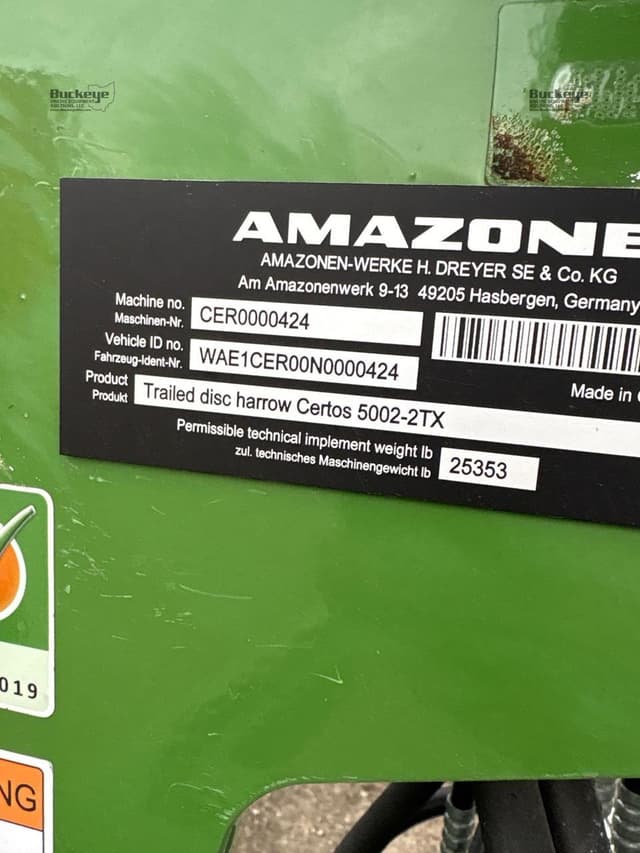 Buckeye
Buckeye
AMAZONE
AMAZONEN-WERKE H. DREYER SE & Co. KG
Am Amazonenwerk 9-13 49205 Hasbergen, Germany
Machine no.
Maschinen-Nr.
CER0000424
Vehicle ID no.
Fahrzeug-Ident-Nr.
WAE1CER00N0000424
Made in
Product
Produkt
Trailed disc harrow Certos 5002-2TX
Permissible technical implement weight lb
zul. technisches Maschinengewicht lb
25353
019
NG